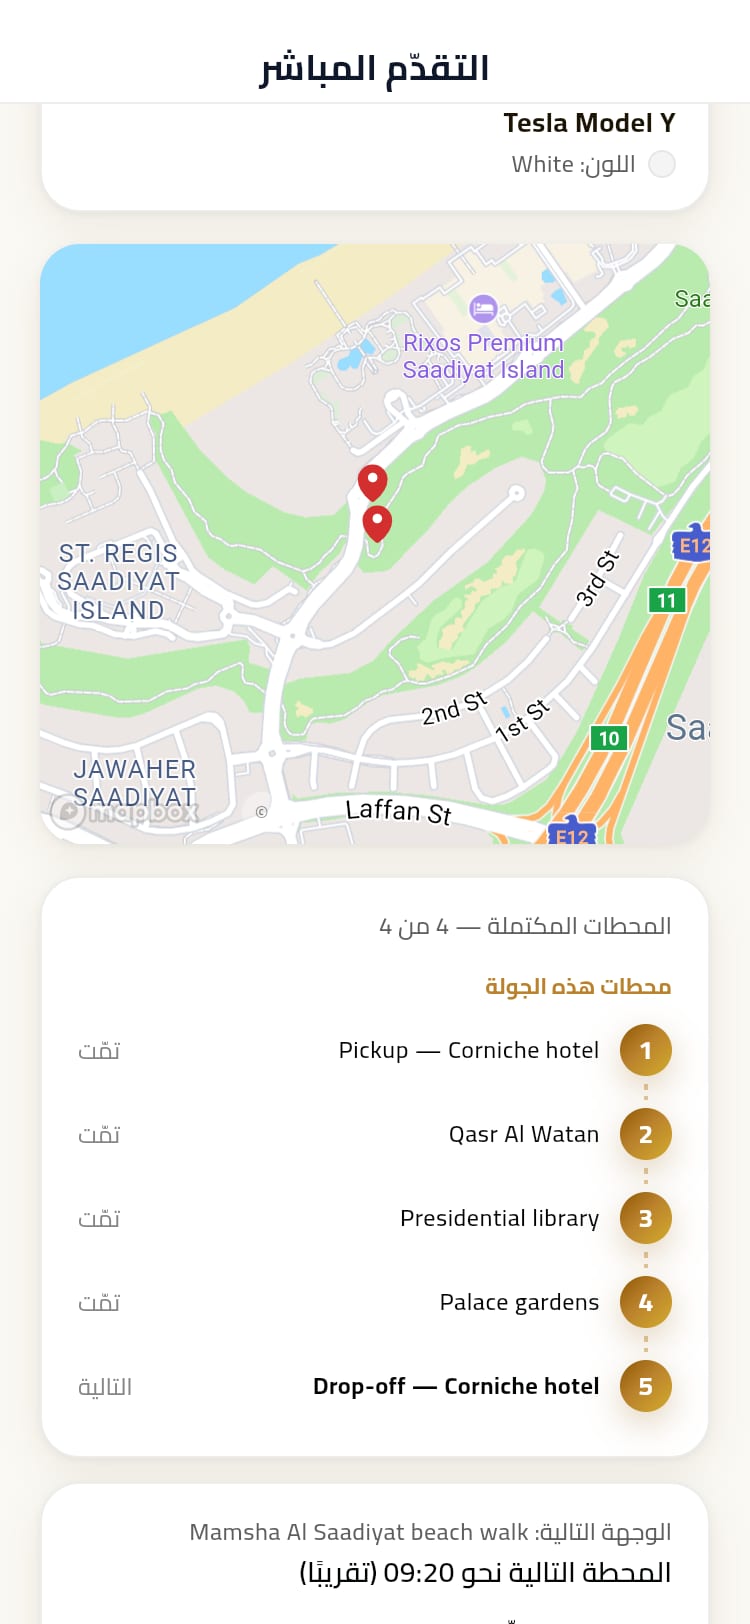 التقدّم المباشر
Tesla Model Y
اللون: White
Rixos Premium
Saadiyat Island
ST. REGIS
SAADIYAT
ISLAND
3rd St
E12
11
2nd St
1st St
10
JAWAHER
SAADIYAT
mapbox
©
Laffan St
E12
المحطات المكتملة — 4 من 4
محطات هذه الجولة
1 Pickup — Corniche hotel تمّت
2 Qasr Al Watan تمّت
3 Presidential library تمّت
4 Palace gardens تمّت
5 Drop-off — Corniche hotel التالية
الوجهة التالية: Mamsha Al Saadiyat beach walk
المحطة التالية نحو 09:20 (تقريبًا)